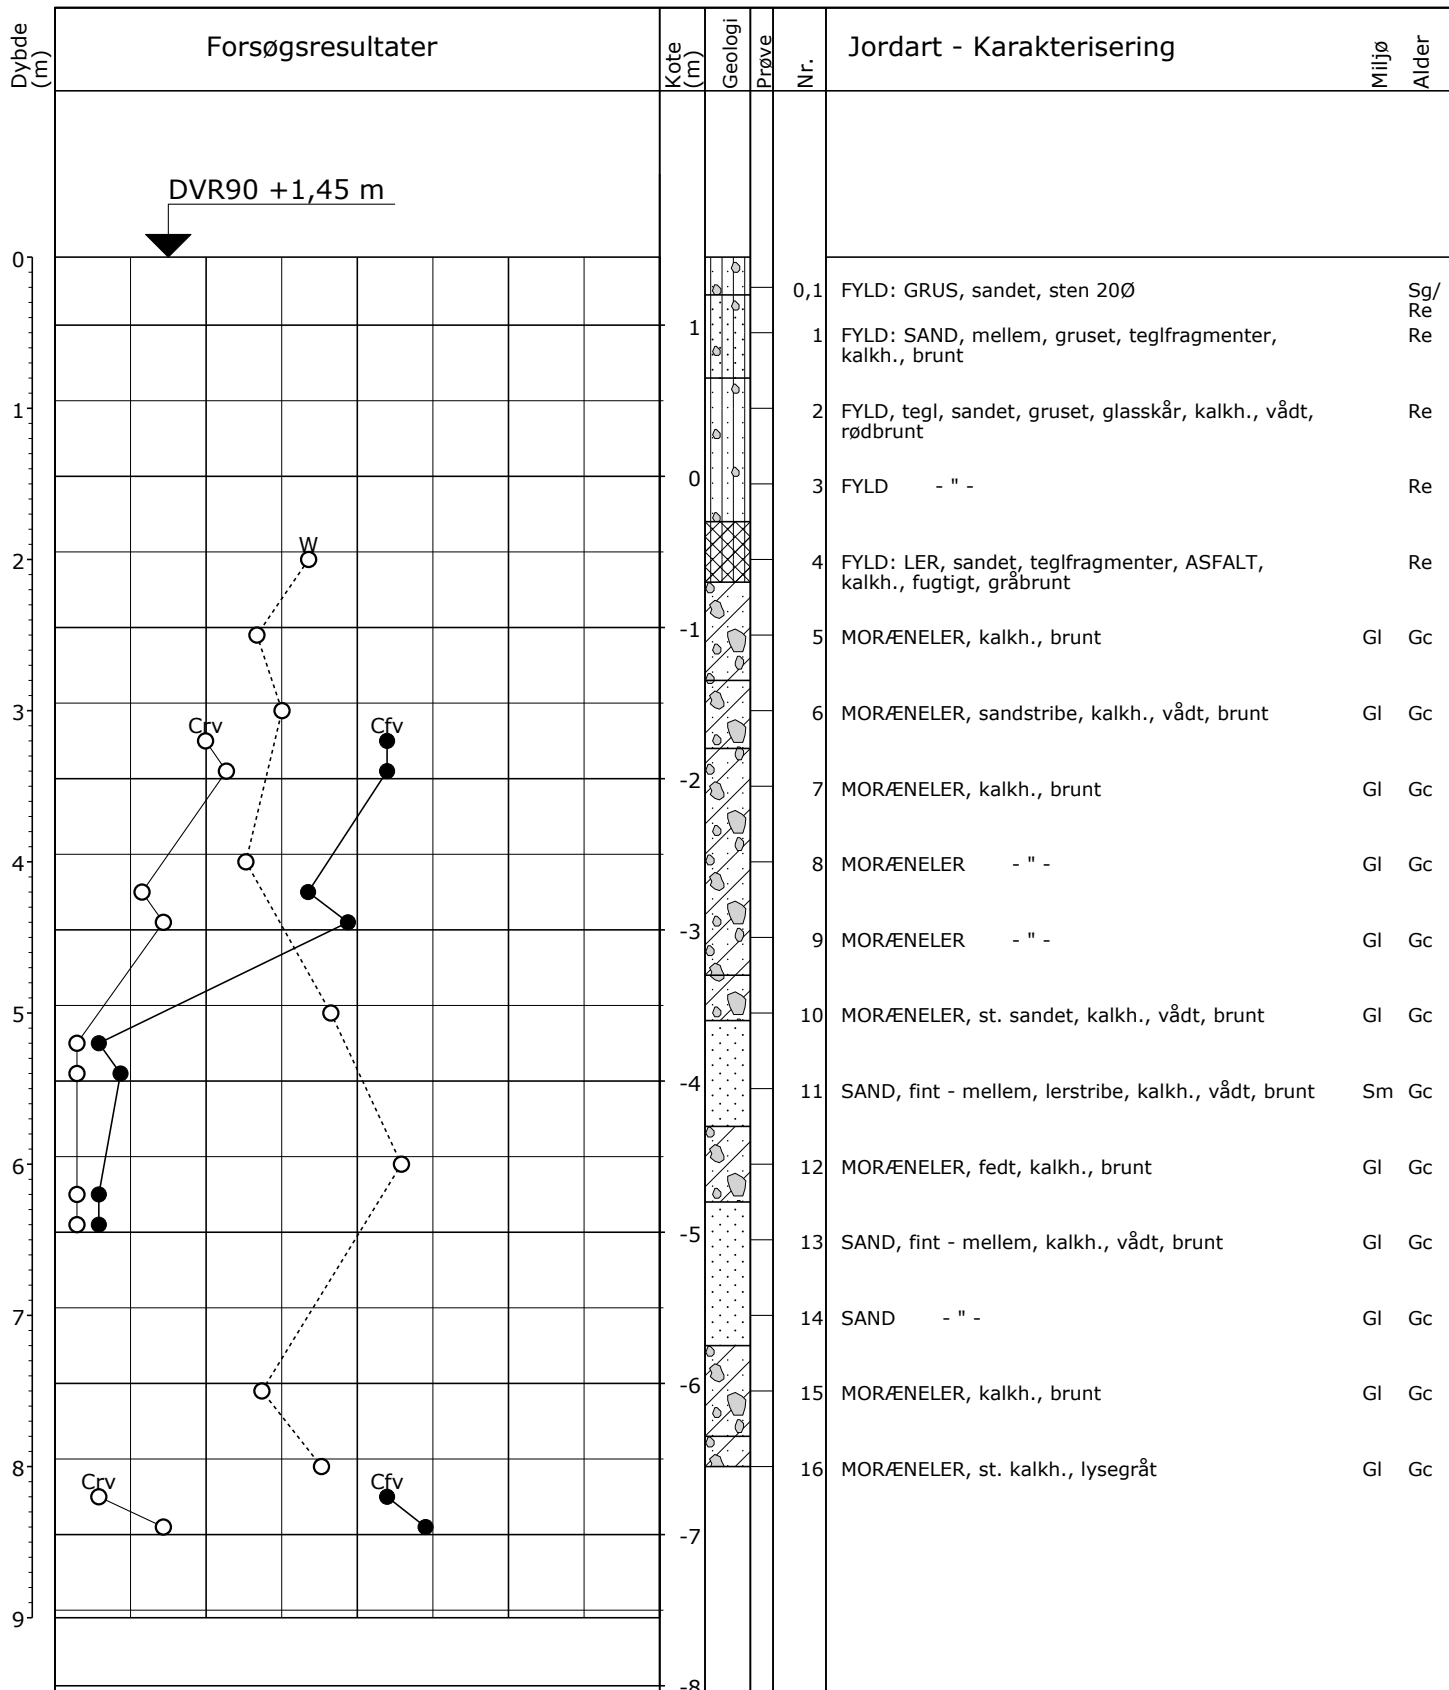 Dybde (m)
Forsøgsresultater
Kote (m)
Geologi
Prøve
Nr.
Jordart - Karakterisering
Miljø
Alder
DVR90 +1,45 m
0
0,1 FYLD: GRUS, sandet, sten 20Ø Sg/
Re
1
1 FYLD: SAND, mellem, gruset, teglfragmenter, Re
kalkh., brunt
1
2 FYLD, tegl, sandet, gruset, glasskår, kalkh., vådt, Re
rødbrunt
0
3 FYLD - " - Re
W
2
4 FYLD: LER, sandet, teglfragmenter, ASFALT, Re
kalkh., fugtigt, gråbrunt
-1
5 MORÆNELER, kalkh., brunt Gl Gc
3
6 MORÆNELER, sandstribe, kalkh., vådt, brunt Gl Gc
Crv Cfv
-2
7 MORÆNELER, kalkh., brunt Gl Gc
4
8 MORÆNELER - " - Gl Gc
-3
9 MORÆNELER - " - Gl Gc
5
10 MORÆNELER, st. sandet, kalkh., vådt, brunt Gl Gc
-4
11 SAND, fint - mellem, lerstribe, kalkh., vådt, brunt Sm Gc
6
12 MORÆNELER, fedt, kalkh., brunt Gl Gc
-5
13 SAND, fint - mellem, kalkh., vådt, brunt Gl Gc
7
14 SAND - " - Gl Gc
-6
15 MORÆNELER, kalkh., brunt Gl Gc
8
16 MORÆNELER, st. kalkh., lysegråt Gl Gc
Crv Cfv
-7
9
-8